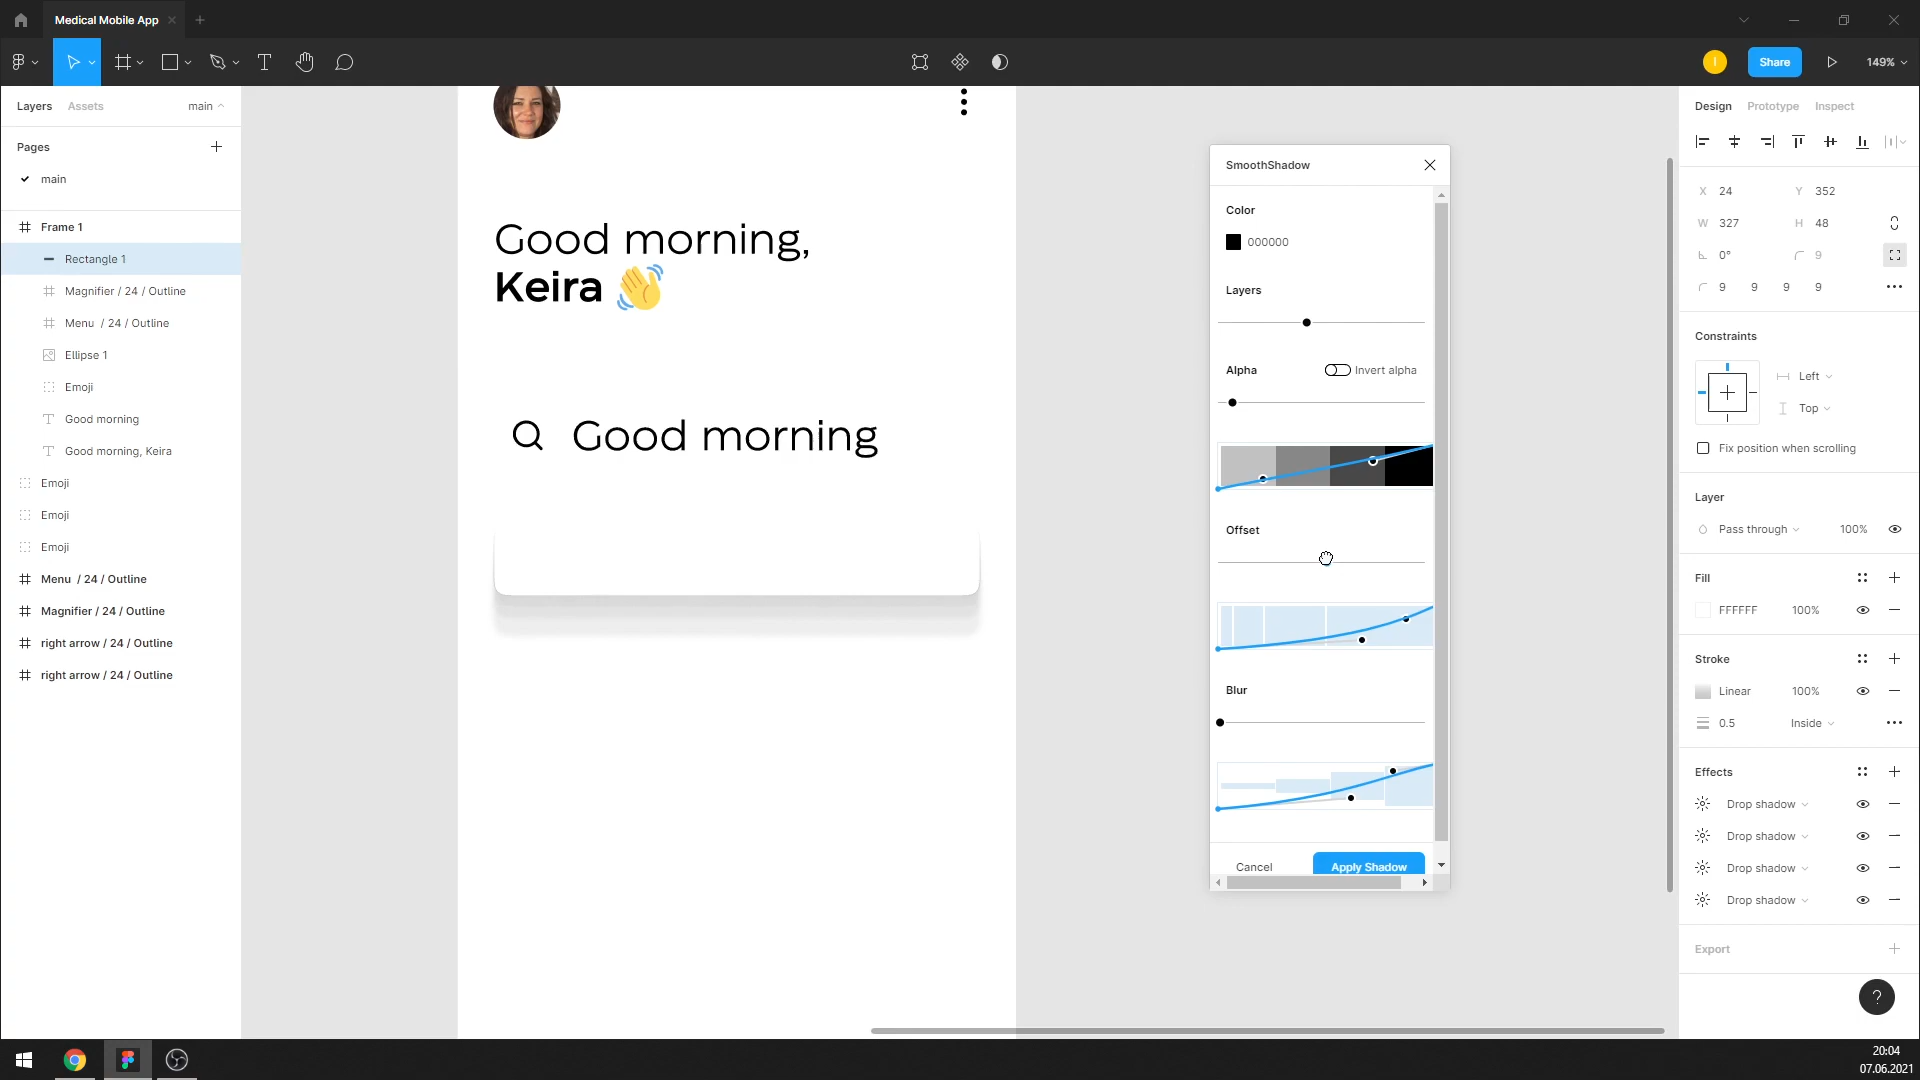 Medical Mobile App
Share
149%
Layers
Assets
main
Pages
main
Frame 1
Rectangle 1
Magnifier / 24 / Outline
Menu / 24 / Outline
Ellipse 1
Emoji
Good morning
Good morning, Keira
Emoji
Emoji
Emoji
Menu / 24 / Outline
Magnifier / 24 / Outline
right arrow / 24 / Outline
right arrow / 24 / Outline
Good morning,
Keira
Good morning
SmoothShadow
Color
000000
Layers
Alpha
Invert alpha
Offset
Blur
Cancel
Apply Shadow
Design
Prototype
Inspect
X 24
Y 352
W 327
H 48
0°
9
9 9 9 9
Constraints
Left
Top
Fix position when scrolling
Layer
Pass through
100%
Fill
FFFFFF
100%
Stroke
Linear
100%
0.5
Inside
Effects
Drop shadow
Drop shadow
Drop shadow
Drop shadow
Export
?
20:04
07.06.2021